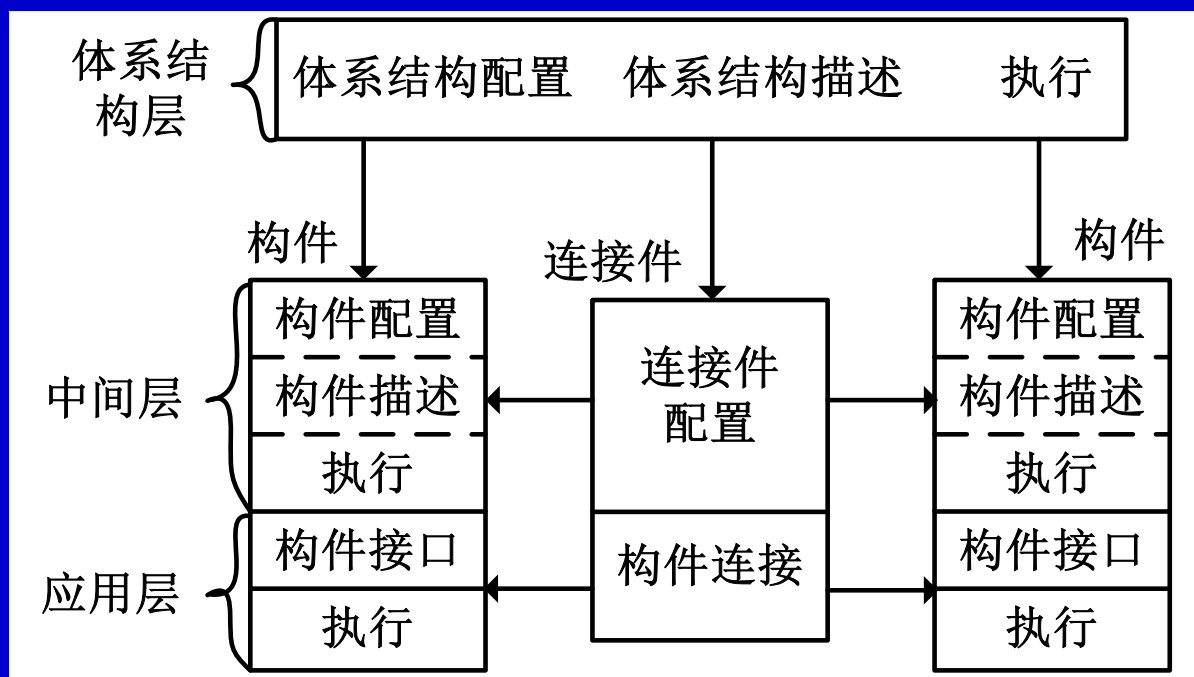 体系结
构层
体系结构配置 体系结构描述 执行
构件
连接件
构件
中间层
构件配置
构件描述
执行
连接件
配置
构件配置
构件描述
执行
应用层
构件接口
执行
构件连接
构件接口
执行